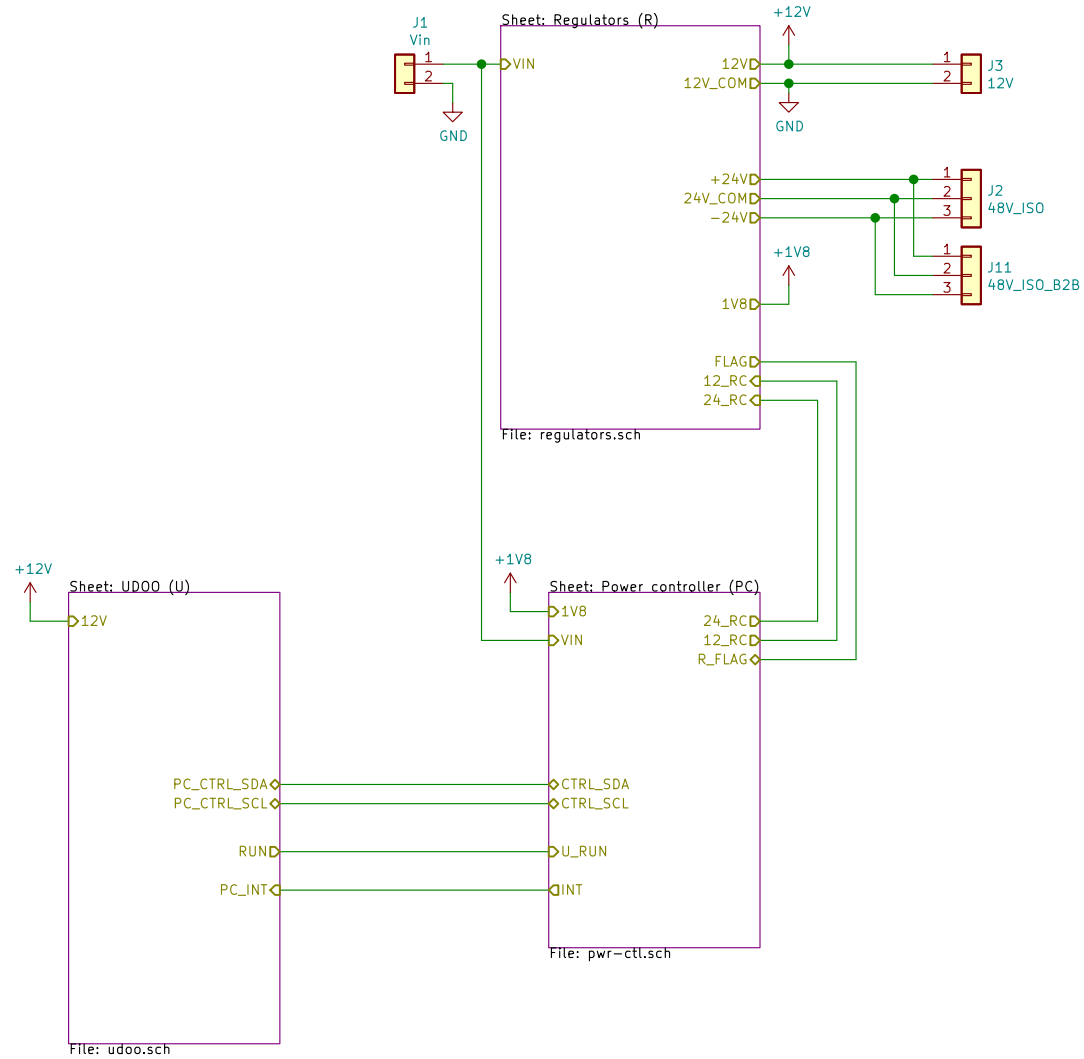 J1
Vin
1
2
GND
Sheet: Regulators (R)
VIN
12V
12V_COM
+24V
24V_COM
-24V
1V8
FLAG
12_RC
24_RC
File: regulators.sch
+12V
GND
1
2
J3
12V
1
2
3
J2
48V_ISO
1
2
3
J11
48V_ISO_B2B
+1V8
+12V
Sheet: UDOO (U)
12V
PC_CTRL_SDA
PC_CTRL_SCL
RUN
PC_INT
File: udoo.sch
+1V8
Sheet: Power controller (PC)
1V8
VIN
24_RC
12_RC
R_FLAG
CTRL_SDA
CTRL_SCL
U_RUN
INT
File: pwr-ctl.sch